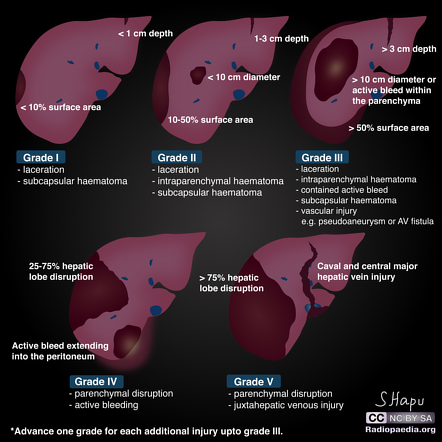 < 1 cm depth
< 10% surface area
Grade I
- laceration
- subcapsular haematoma
1-3 cm depth
< 10 cm diameter
10-50% surface area
Grade II
- laceration
- intraparenchymal haematoma
- subcapsular haematoma
> 3 cm depth
> 10 cm diameter or
active bleed within
the parenchyma
> 50% surface area
Grade III
- laceration
- intraparenchymal haematoma
- contained active bleed
- subcapsular haematoma
- vascular injury
e.g. pseudoaneurysm or AV fistula
25-75% hepatic
lobe disruption
Active bleed extending
into the peritoneum
Grade IV
- parenchymal disruption
- active bleeding
> 75% hepatic
lobe disruption
Caval and central major
hepatic vein injury
Grade V
- parenchymal disruption
- juxtahepatic venous injury
SHapu
CC BY NC SA
Radiopaedia.org
*Advance one grade for each additional injury upto grade III.